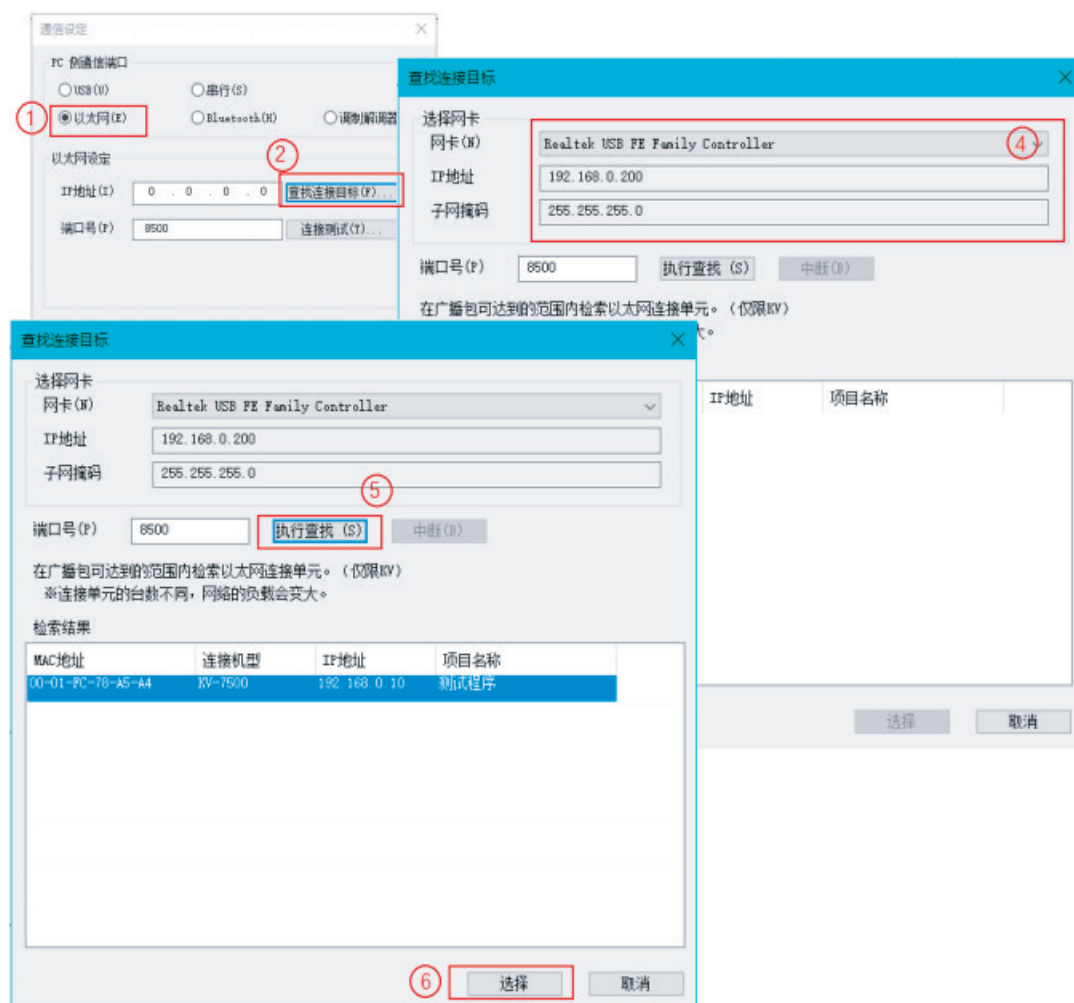 通信设定
PC 侧通信端口
USB(U)
串行(S)
① 以太网(E)
Bluetooth(H)
调制解调器
②
以太网设定
IP地址(I) 0 . 0 . 0 . 0 查找连接目标(F)...
端口号(P) 8500 连接测试(T)...
查找连接目标
选择网卡
网卡(N) Realtek USB FE Family Controller ④
IP地址 192.168.0.200
子网掩码 255.255.255.0
端口号(P) 8500 执行查找 (S) 中断(B)
在广播包可达到的范围内检索以太网连接单元。（仅限KV）
大。
IP地址 项目名称
选择 取消
查找连接目标
选择网卡
网卡(N) Realtek USB FE Family Controller
IP地址 192.168.0.200
子网掩码 255.255.255.0
⑤
端口号(P) 8500 执行查找 (S) 中断(B)
在广播包可达到的范围内检索以太网连接单元。（仅限KV）
※连接单元的台数不同，网络的负载会变大。
检索结果
MAC地址 连接机型 IP地址 项目名称
00-01-FC-78-A5-A4 KV-7500 192.168.0.10 测试程序
⑥ 选择 取消